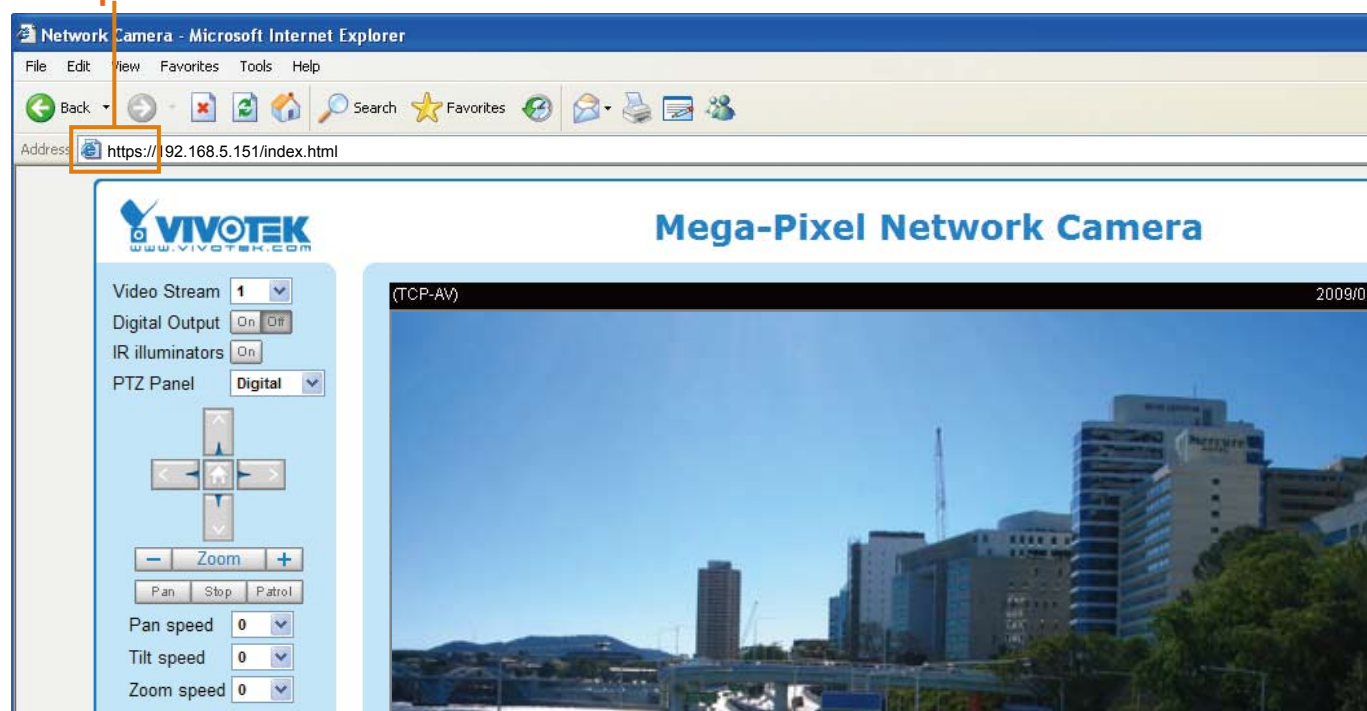 Network Camera - Microsoft Internet Explorer
File Edit View Favorites Tools Help
Back Search Favorites
Address https://192.168.5.151/index.html
VIVOTEK
www.vivotek.com
Mega-Pixel Network Camera
Video Stream 1
Digital Output On Off
IR illuminators On
PTZ Panel Digital
Zoom
Pan Stop Patrol
Pan speed 0
Tilt speed 0
Zoom speed 0
(TCP-AV) 2009/0
Mercure